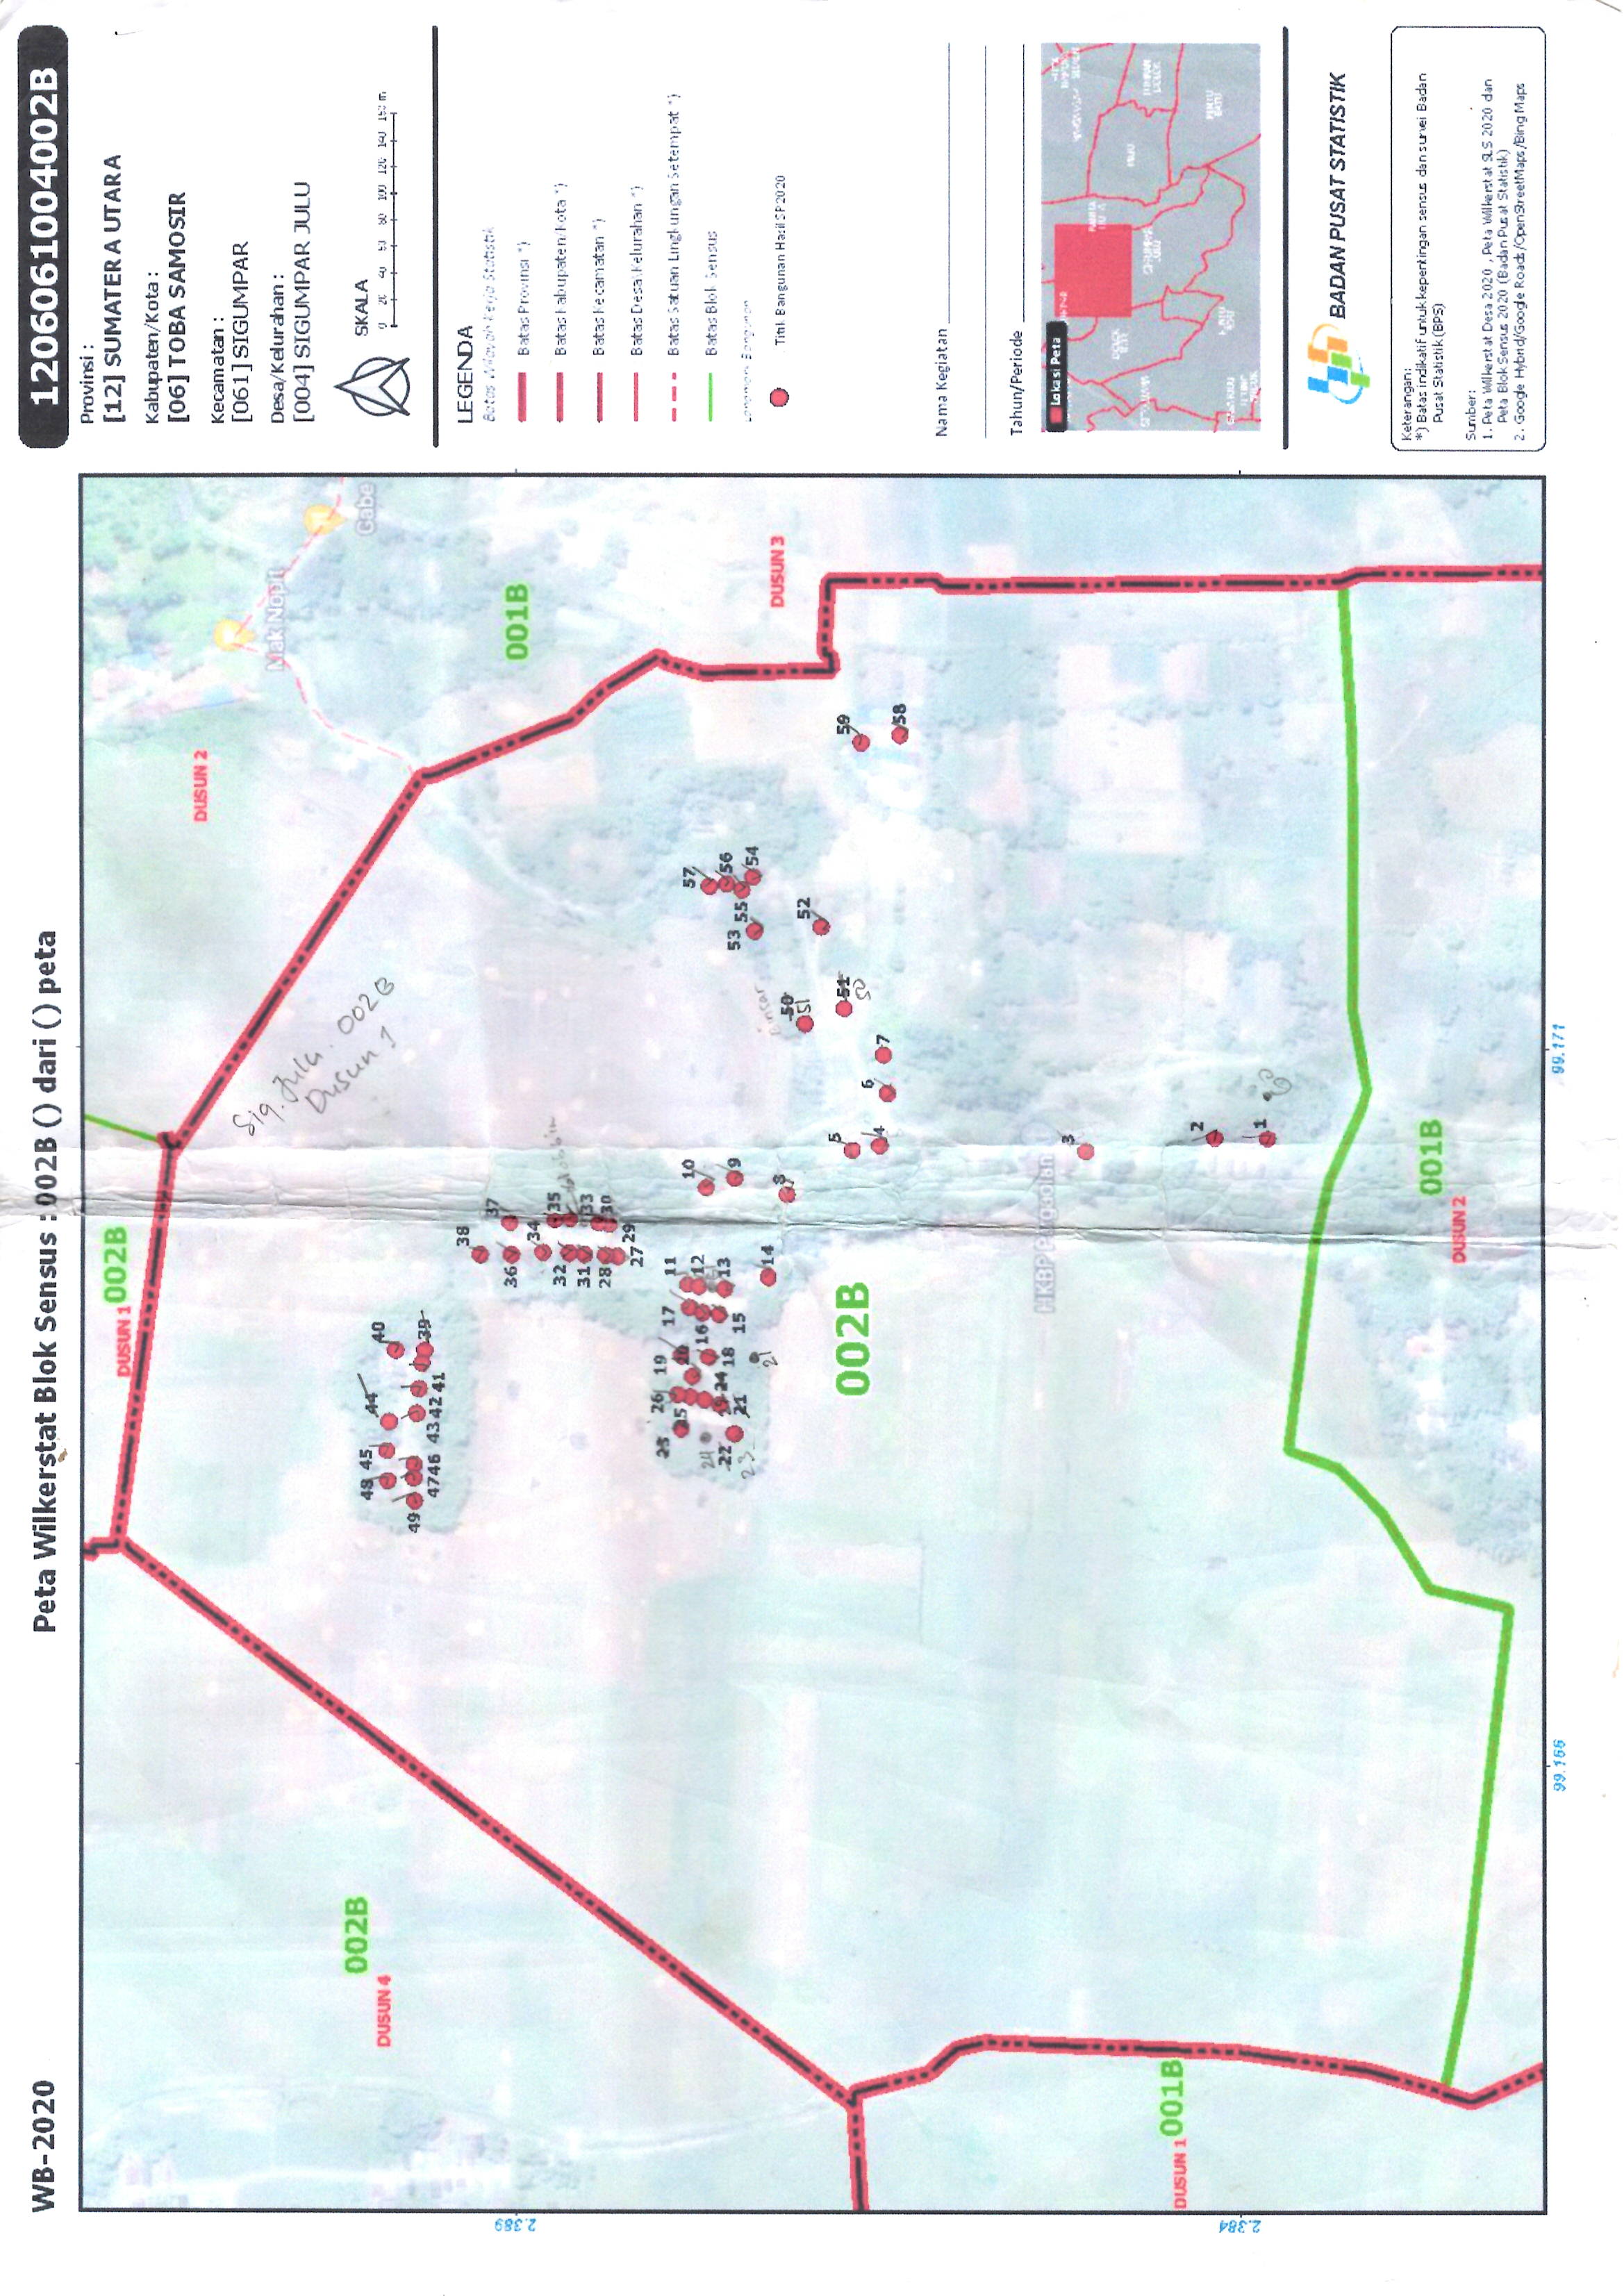 WB-2020
Peta Wilkerstat Blok Sensus : 002B () dari () peta
1206061004002B
Provinsi :
[12] SUMATERA UTARA
Kabupaten/Kota :
[06] TOBA SAMOSIR
Kecamatan :
[061] SIGUMPAR
Desa/Kelurahan :
[004] SIGUMPAR JULU
SKALA
0 20 40 60 80 100 120 140 160 m
LEGENDA
Batas Wilayah Kerja Statistik
Batas Provinsi *)
Batas Kabupaten/Kota *)
Batas Kecamatan *)
Batas Desa\Kelurahan *)
Batas Satuan Lingkungan Setempat *)
Batas Blok Sensus
Landmark Bangunan
Titik Bangunan Hasil SP2020
Nama Kegiatan
Tahun/Periode
Lokasi Peta
SIGUMPAR JULU
BADAN PUSAT STATISTIK
Keterangan:
*) Batas indikatif untuk kepentingan sensus dan survei Badan
Pusat Statistik (BPS)
Sumber:
1. Peta Wilkerstat Desa 2020 , Peta Wilkerstat SLS 2020 dan
Peta Blok Sensus 2020 (Badan Pusat Statistik)
2. Google Hybrid/Google Roads/OpenStreetMaps/Bing Maps
DUSUN 1 002B
DUSUN 2
Mak Nopit
Gabe
Sig. Julu. 002B
Dusun 1
002B
DUSUN 4
48 45 44 40
49 47 46 43 42 41 39
38
37
36
34
35
32
31
33
28
30
27 29
001B
2.389
23 26 19 17 11
25 20
24 16 12
22 19 24 18 13
23 21 15
21
14
10
9
8
57
56
53 55 54
Binsar
50
51
52
51
50
DUSUN 3
002B
5
4
6
7
59
58
HKBP Pargaolan
3
DUSUN 1 001B
2
1
60
2.384
001B
DUSUN 2
99.166
99.171